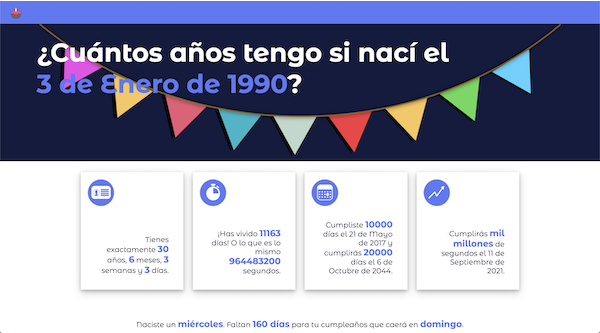 ¿Cuántos años tengo si nací el
3 de Enero de 1990?
Tienes
exactamente 30
años, 6 meses, 3
semanas y 3 días.
¡Has vivido 11163
días! O lo que es lo
mismo
964483200
segundos.
Cumpliste 10000
días el 21 de Mayo
de 2017 y
cumplirás 20000
días el 6 de
Octubre de 2044.
Cumplirás mil
millones de
segundos el 11 de
Septiembre de
2021.
Naciste un miércoles. Faltan 160 días para tu cumpleaños que caerá en domingo.